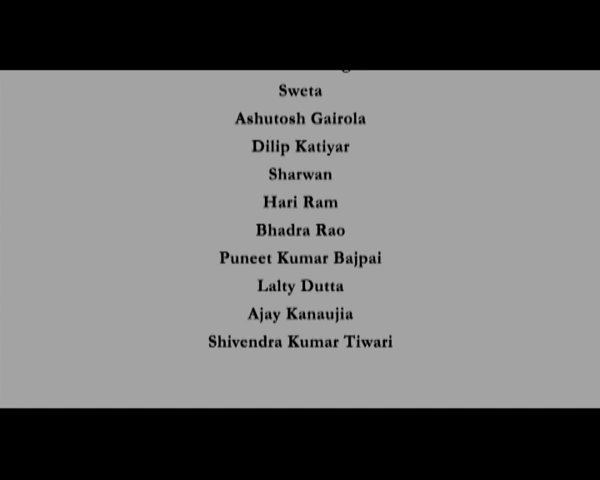 Sweta
Ashutosh Gairola
Dilip Katiyar
Sharwan
Hari Ram
Bhadra Rao
Puneet Kumar Bajpai
Lalty Dutta
Ajay Kanaujia
Shivendra Kumar Tiwari